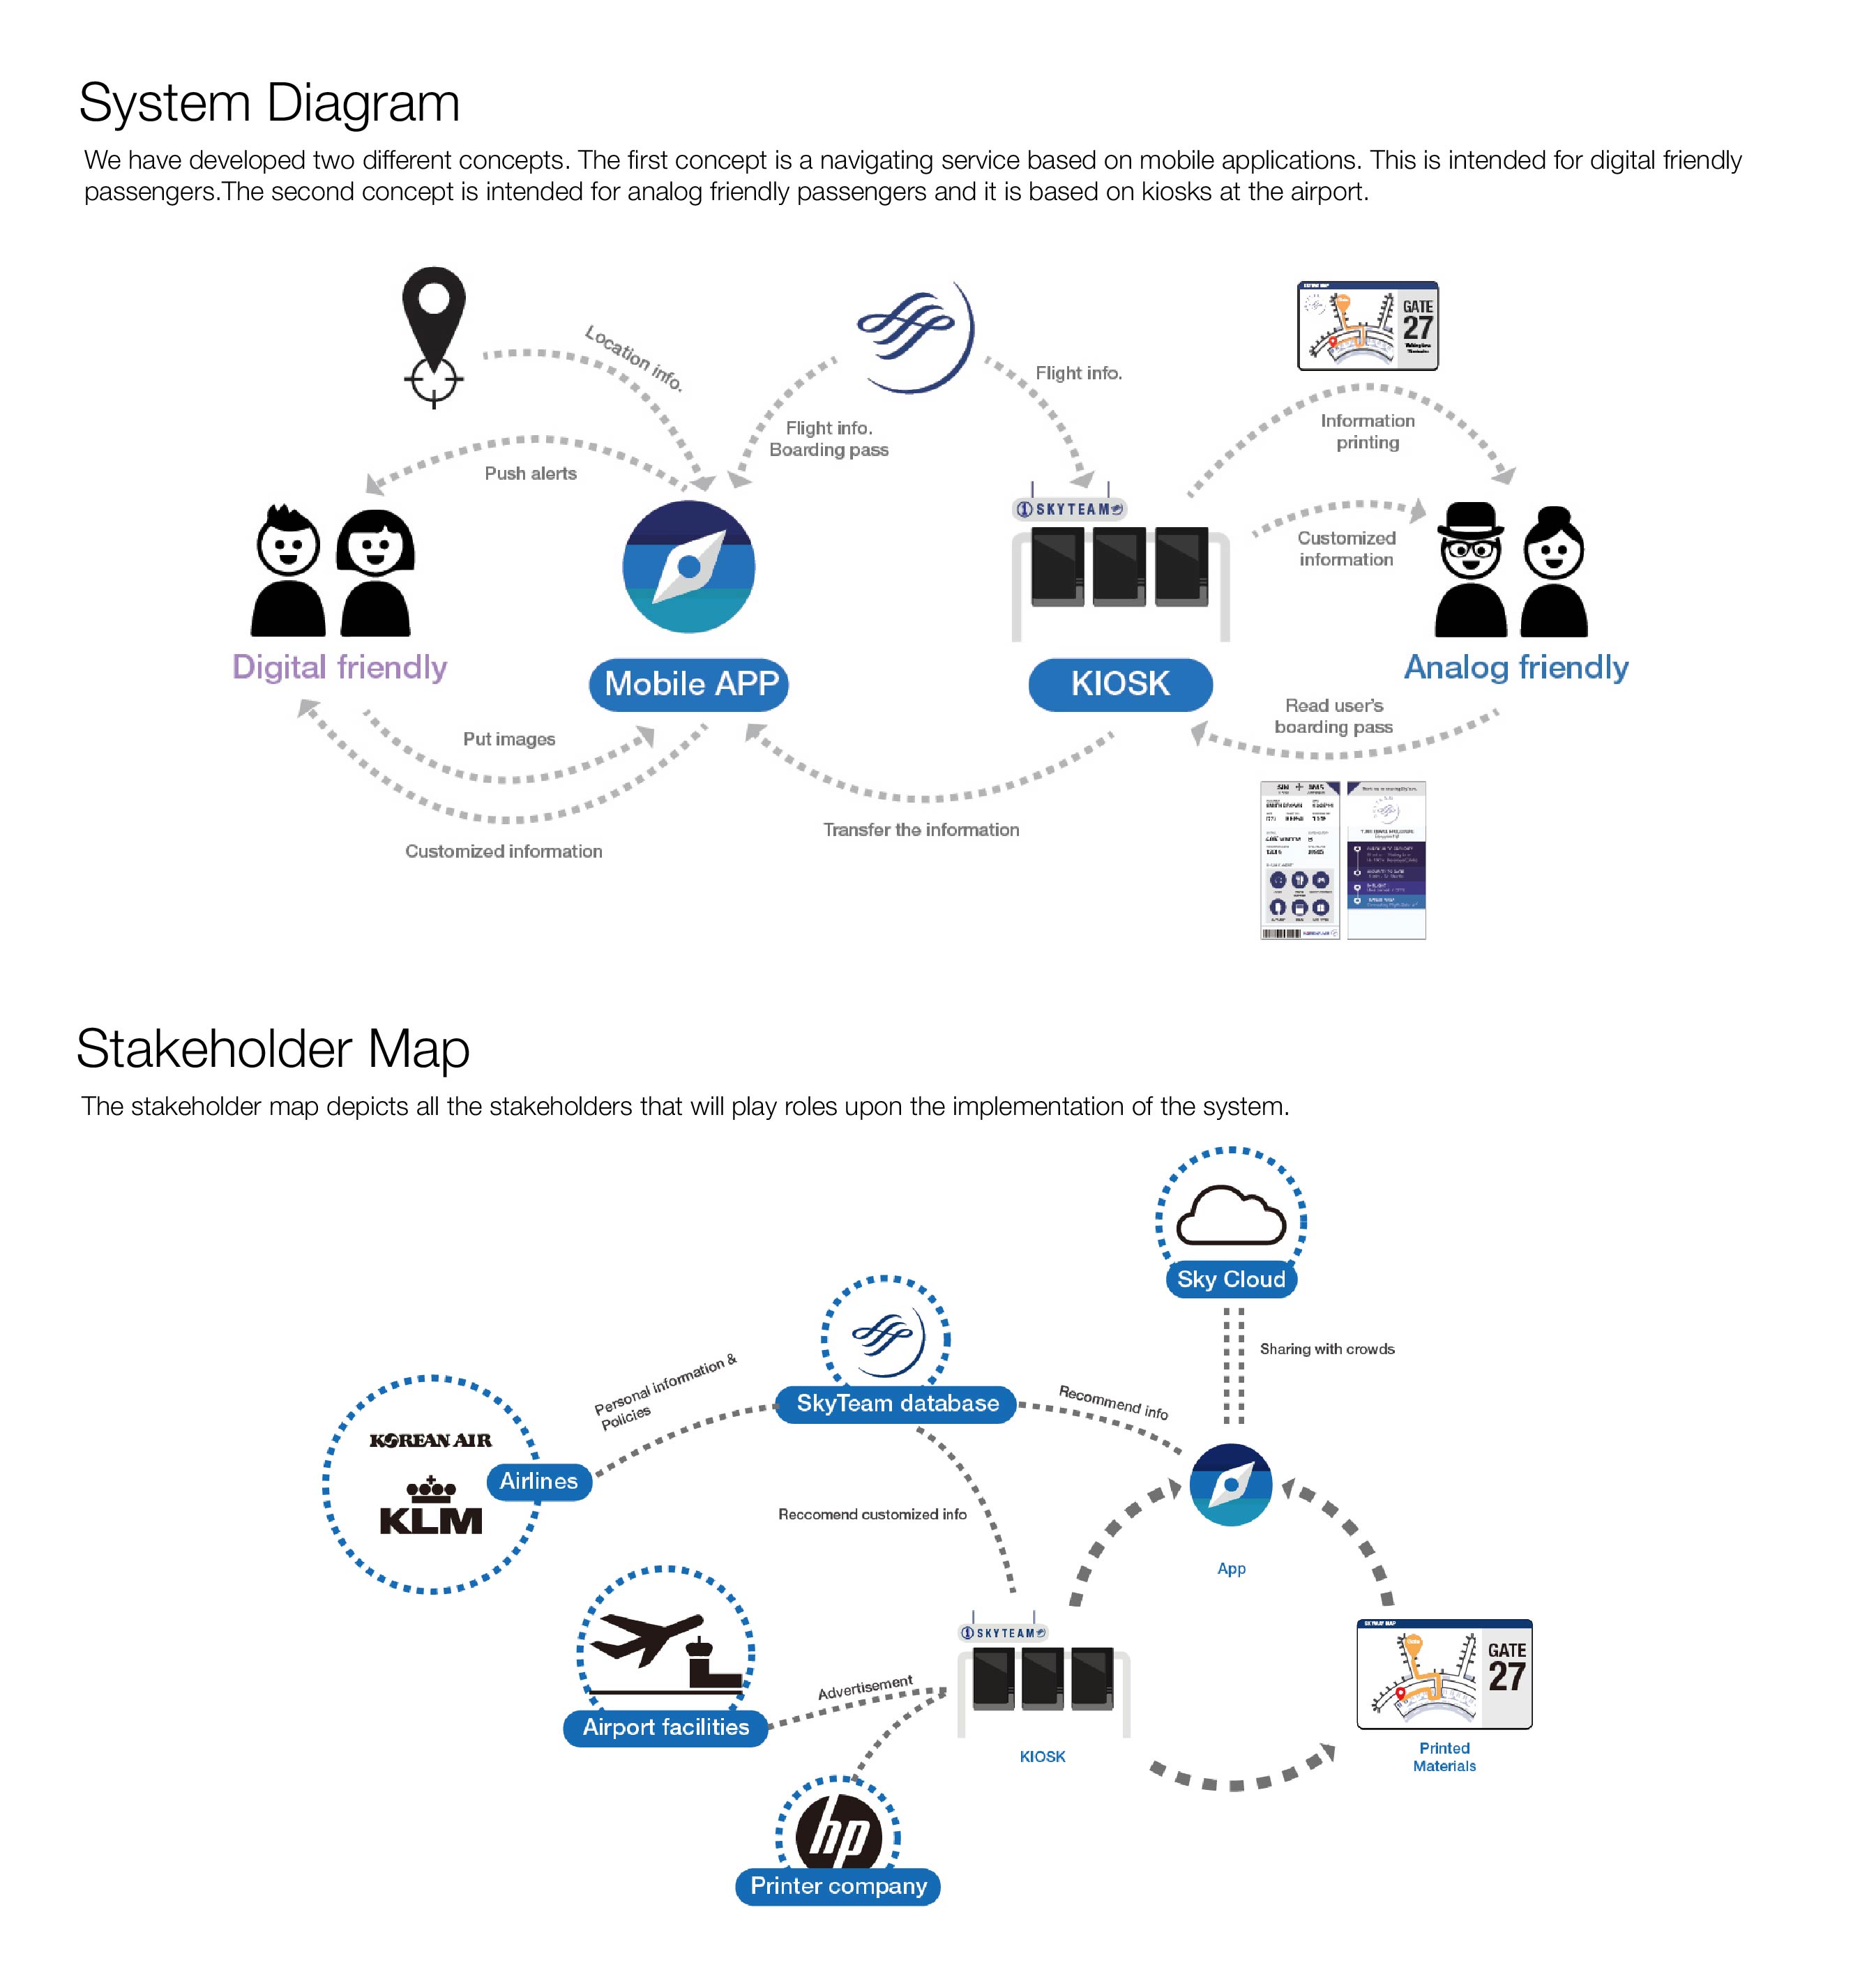 System Diagram
We have developed two different concepts. The first concept is a navigating service based on mobile applications. This is intended for digital friendly
passengers.The second concept is intended for analog friendly passengers and it is based on kiosks at the airport.
Location info.
Flight info.
Boarding pass
Flight info.
GATE
27
Information
printing
Push alerts
SKYTEAM
Customized
information
Digital friendly
Mobile APP
KIOSK
Analog friendly
Read user's
boarding pass
Put images
Transfer the information
Customized information
Stakeholder Map
The stakeholder map depicts all the stakeholders that will play roles upon the implementation of the system.
Sky Cloud
Sharing with crowds
Personal information &
Policies
SkyTeam database
Recommend info
KOREAN AIR
KLM
Airlines
Reccomend customized info
App
SKYTEAM
SKYWAY MAP
GATE
27
Advertisement
Airport facilities
KIOSK
Printed
Materials
hp
Printer company